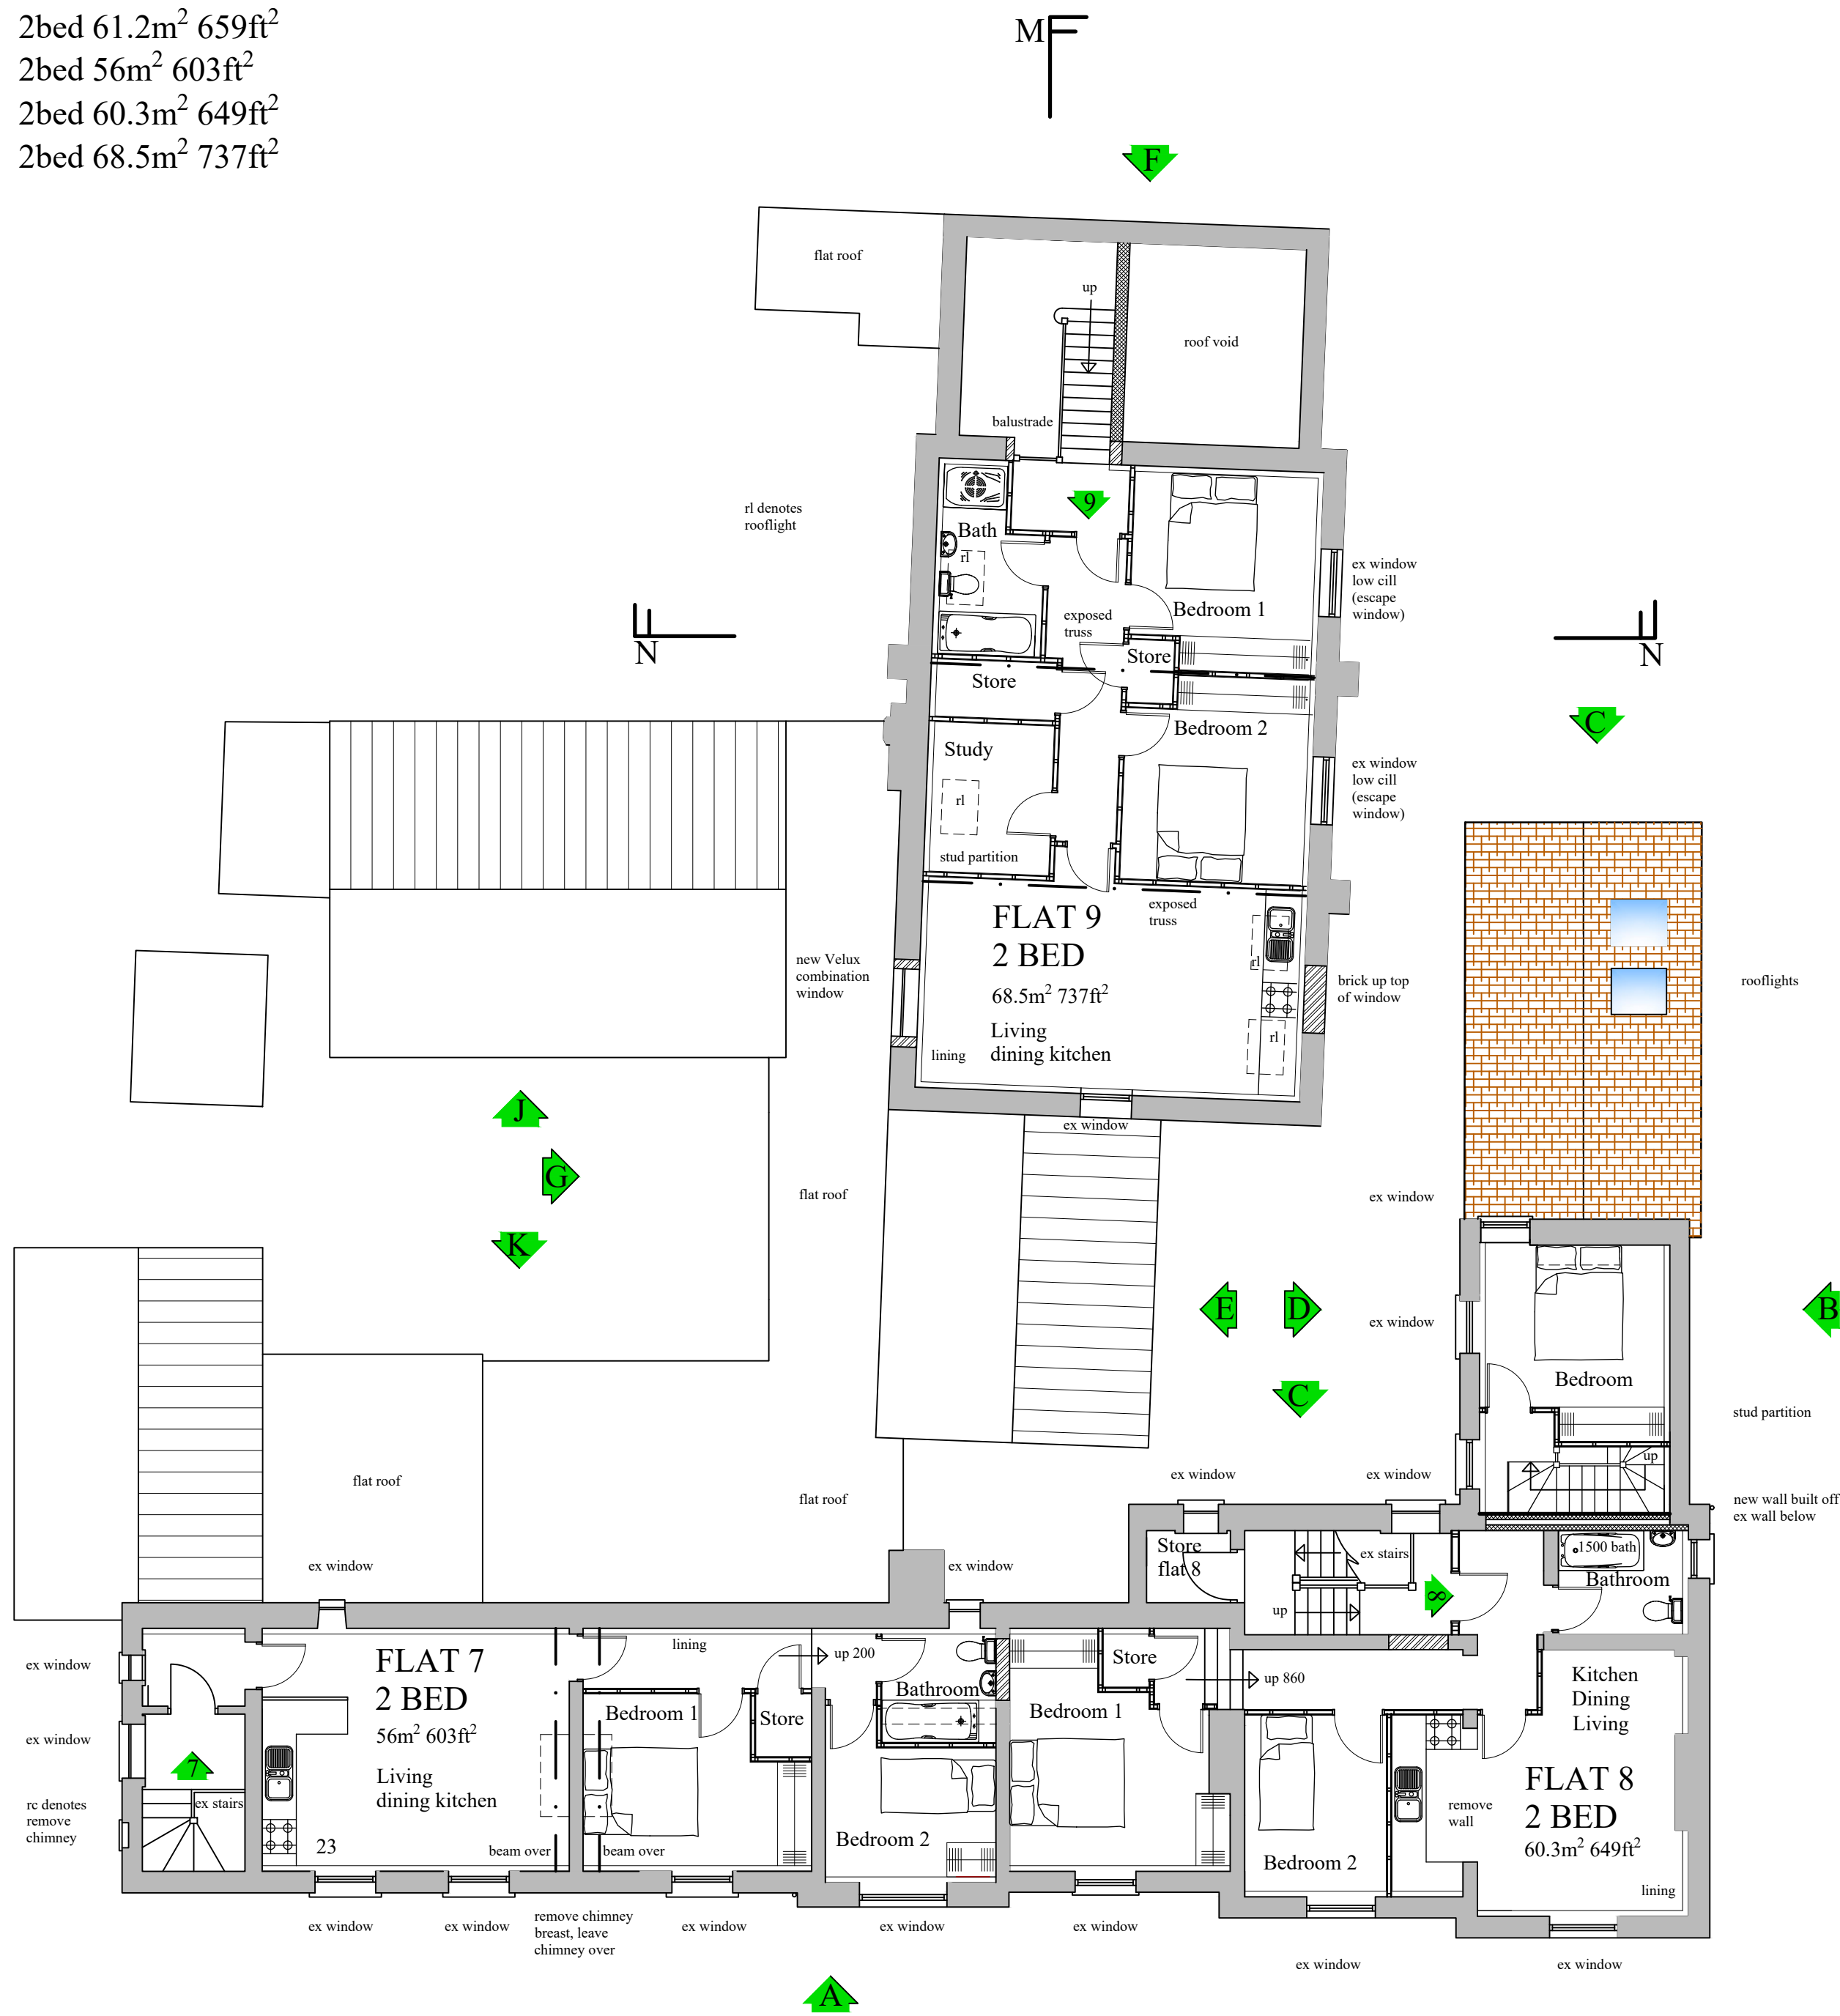 2bed 61.2m² 659ft²
2bed 56m² 603ft²
2bed 60.3m² 649ft²
2bed 68.5m² 737ft²
M
F
flat roof
up
roof void
balustrade
9
rl denotes
rooflight
Bath
rl
Bedroom 1
exposed
truss
ex window
low cill
(escape
window)
N
N
Store
Store
Bedroom 2
C
Study
rl
stud partition
ex window
low cill
(escape
window)
FLAT 9
2 BED
68.5m² 737ft²
Living
dining kitchen
exposed
truss
rl
rl
lining
new Velux
combination
window
brick up top
of window
rooflights
ex window
J
G
K
flat roof
ex window
E
D
C
ex window
B
Bedroom
stud partition
up
flat roof
flat roof
ex window
ex window
new wall built off
ex wall below
ex window
ex window
Store
flat 8
ex stairs
up
8
1500 bath
Bathroom
ex window
ex window
rc denotes
remove
chimney
7
ex stairs
FLAT 7
2 BED
56m² 603ft²
Living
dining kitchen
23
beam over
beam over
lining
up 200
Bedroom 1
Store
Bathroom
Bedroom 2
Store
up 860
Bedroom 1
Bedroom 2
Kitchen
Dining
Living
remove
wall
FLAT 8
2 BED
60.3m² 649ft²
lining
ex window
ex window
remove chimney
breast, leave
chimney over
ex window
ex window
ex window
ex window
ex window
A